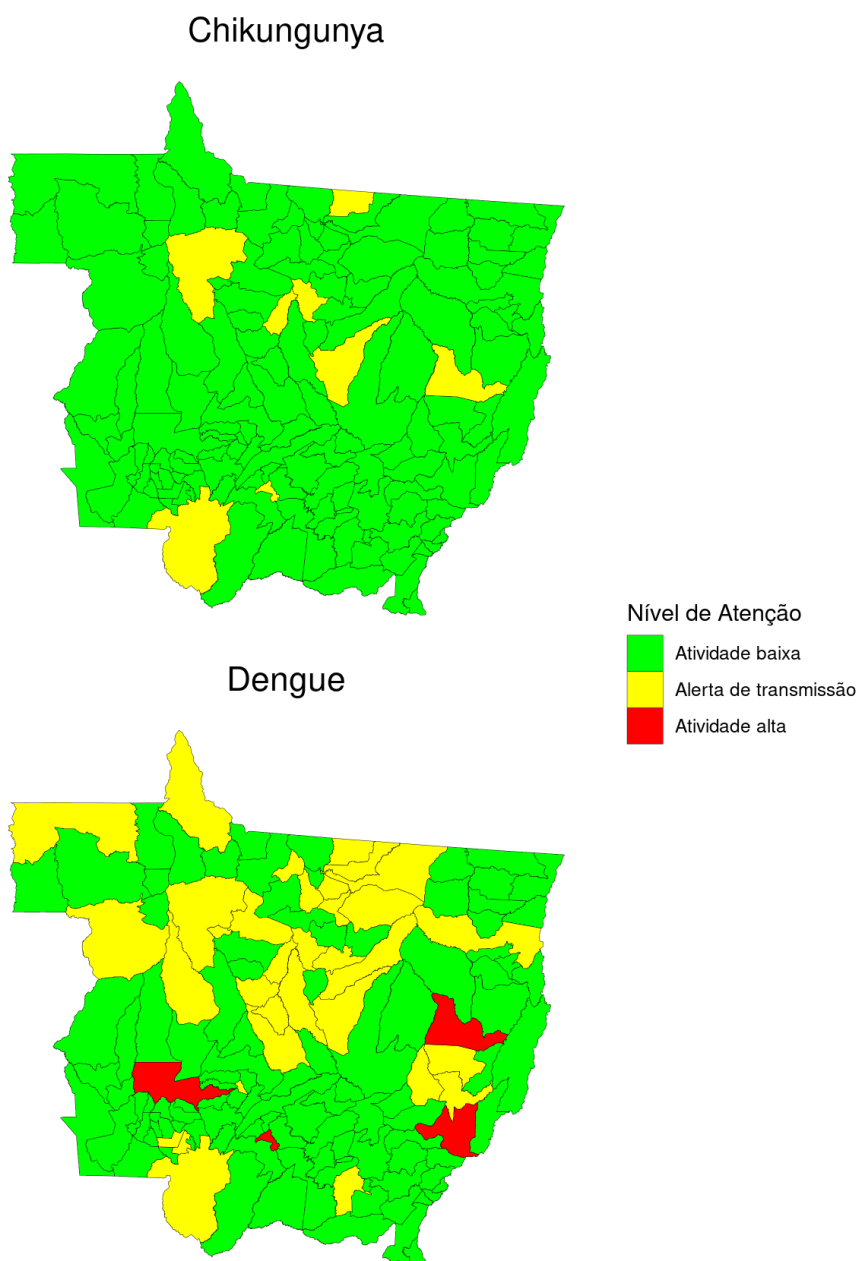 Chikungunya
Nível de Atenção
Atividade baixa
Alerta de transmissão
Atividade alta
Dengue